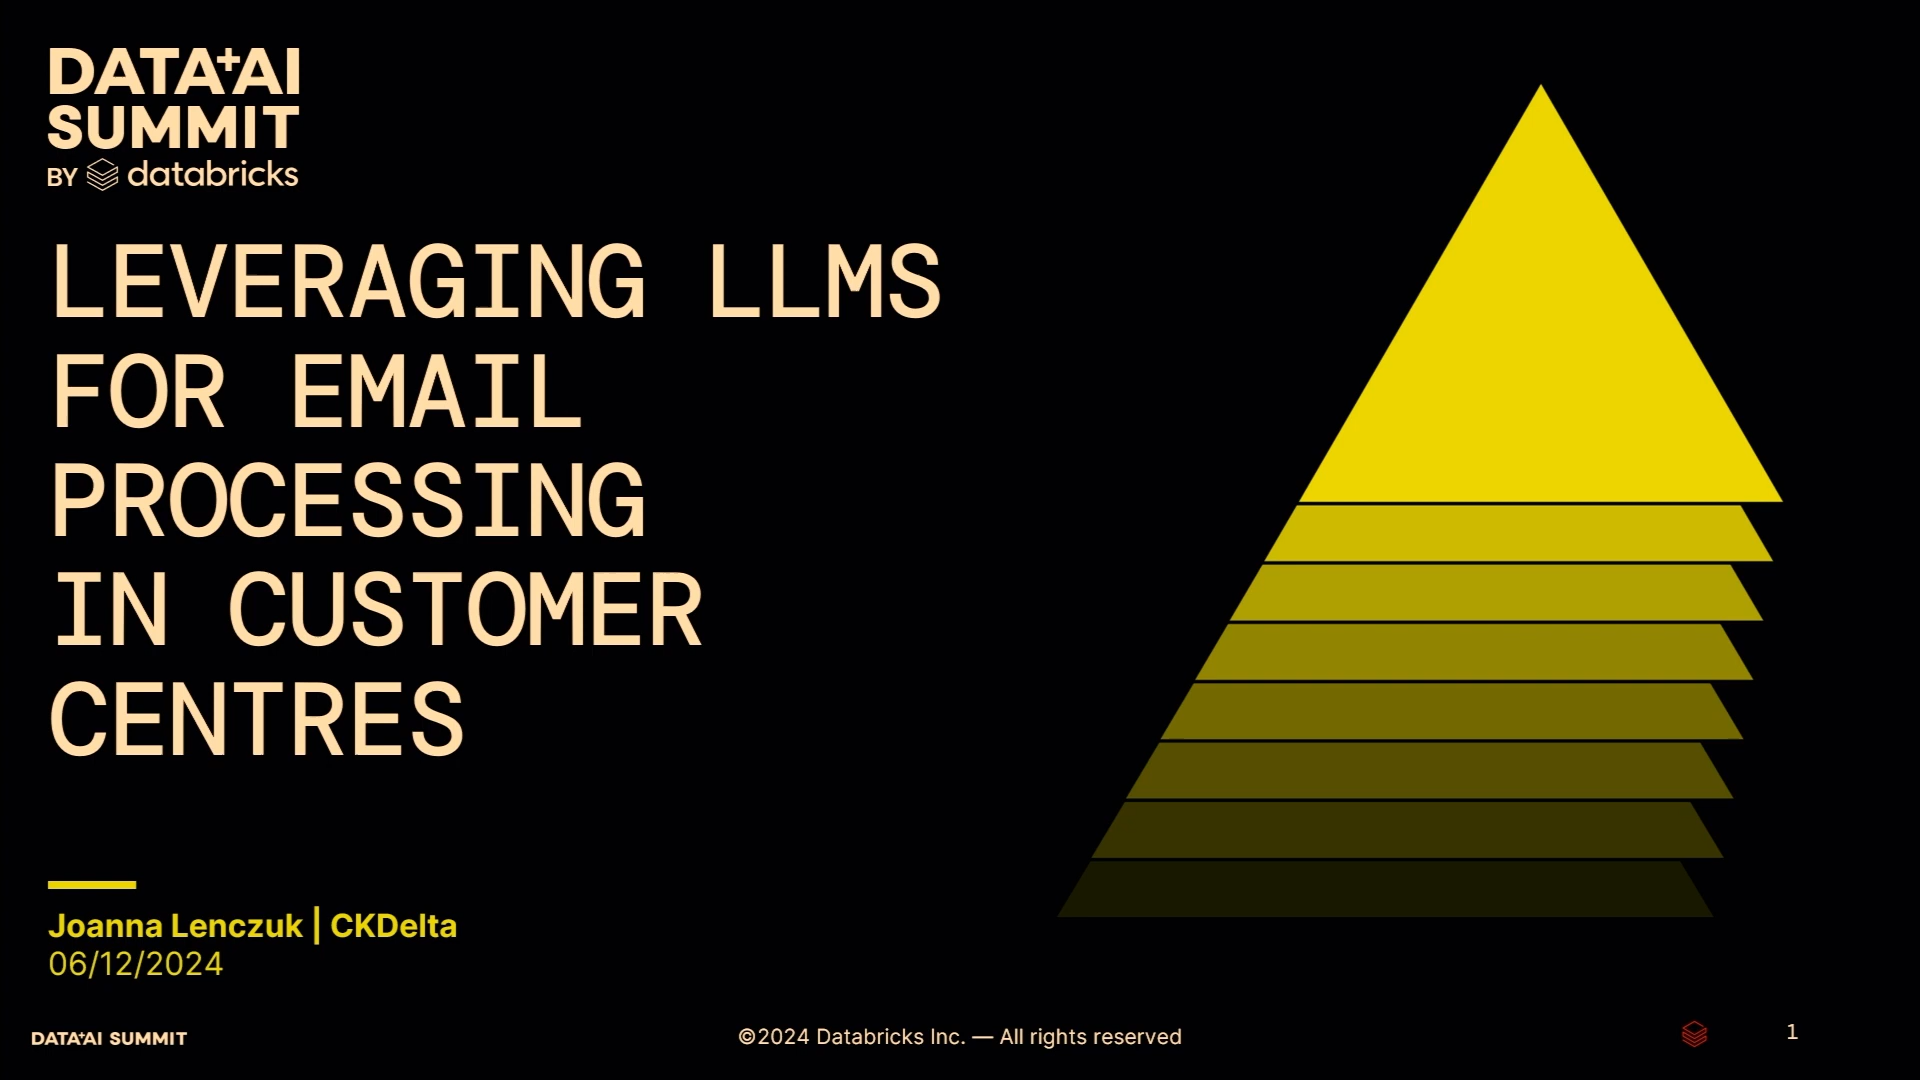 DATA+AI
SUMMIT
BY databricks
LEVERAGING LLMS
FOR EMAIL
PROCESSING
IN CUSTOMER
CENTRES
Joanna Lenczuk | CKDelta
06/12/2024
DATA+AI SUMMIT
©2024 Databricks Inc. — All rights reserved
1